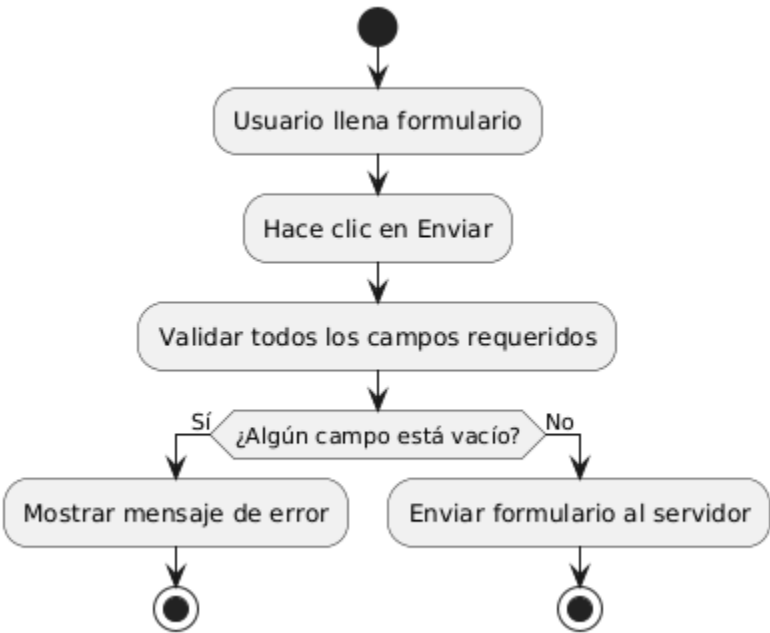 Usuario llena formulario
Hace clic en Enviar
Validar todos los campos requeridos
Sí
¿Algún campo está vacío?
No
Mostrar mensaje de error
Enviar formulario al servidor